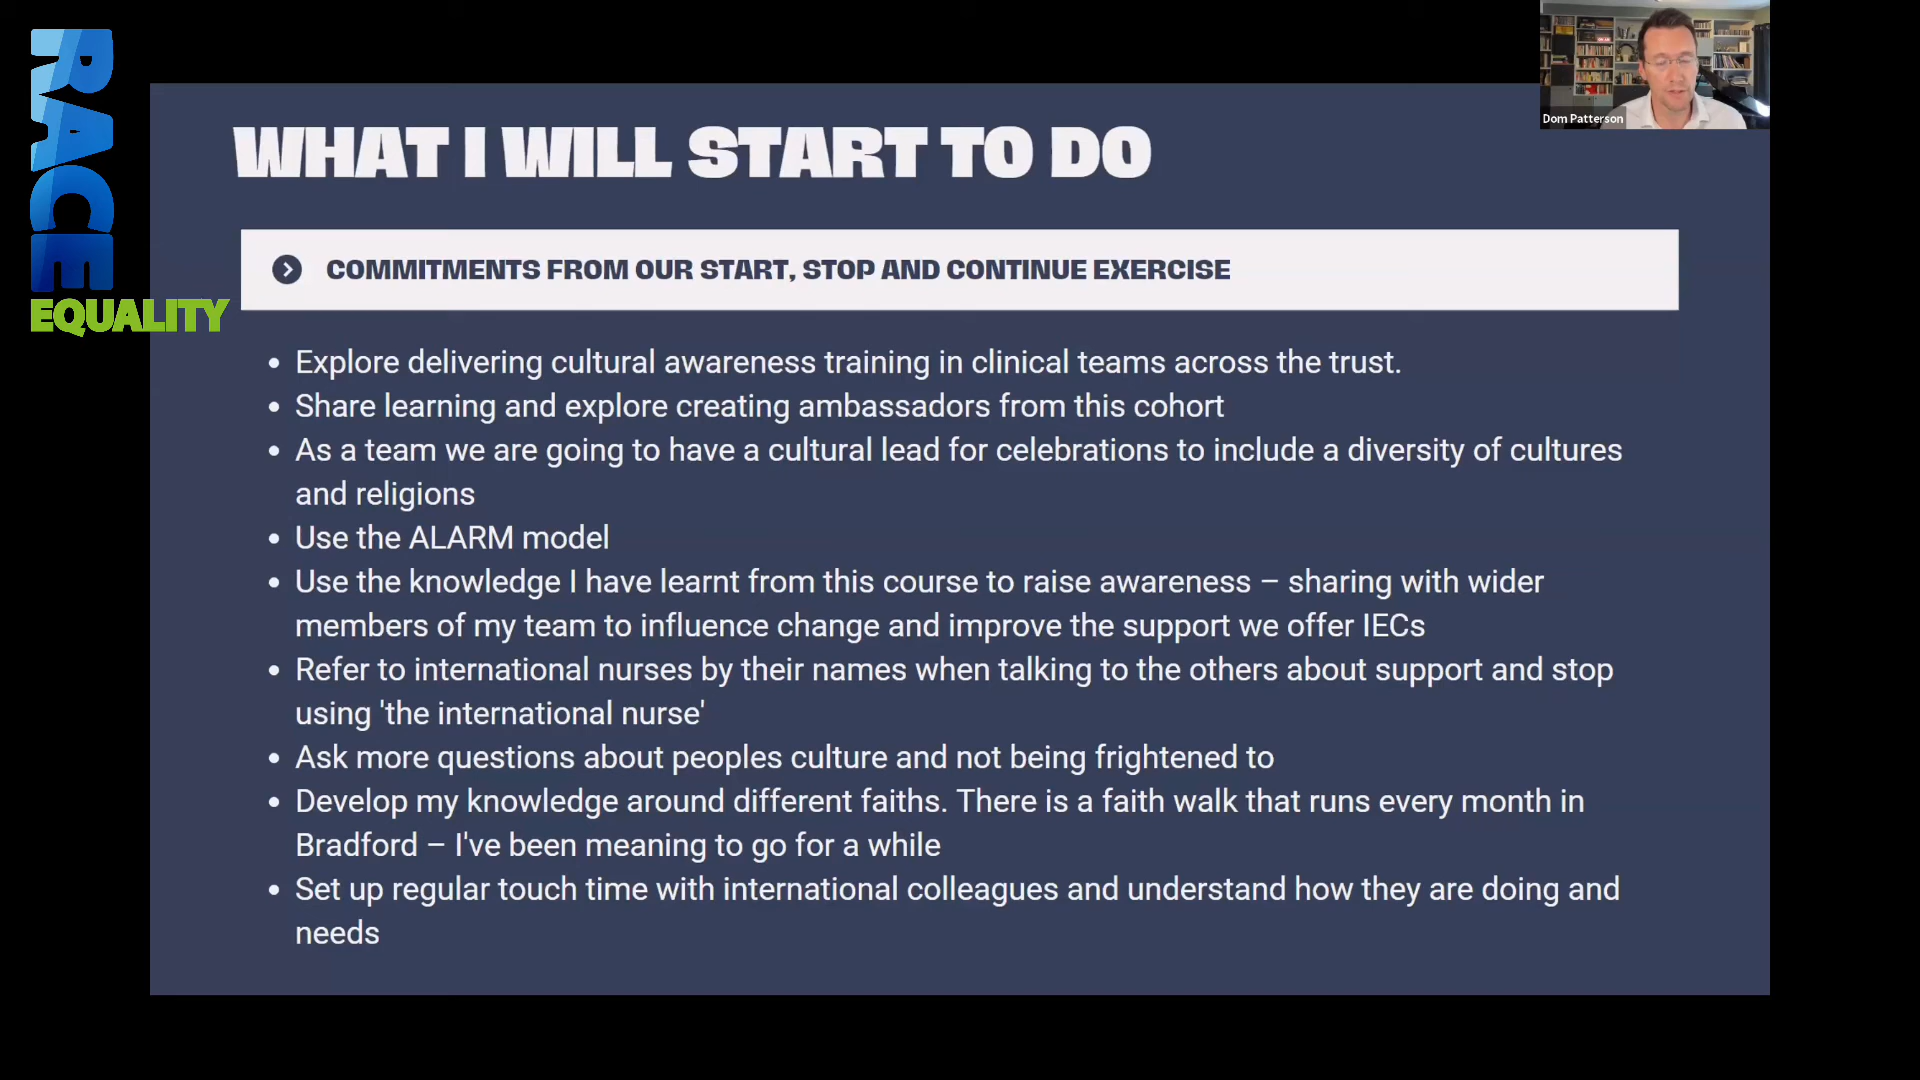 RACE
EQUALITY
Dom Patterson
WHAT I WILL START TO DO
COMMITMENTS FROM OUR START, STOP AND CONTINUE EXERCISE
• Explore delivering cultural awareness training in clinical teams across the trust.
• Share learning and explore creating ambassadors from this cohort
• As a team we are going to have a cultural lead for celebrations to include a diversity of cultures
and religions
• Use the ALARM model
• Use the knowledge I have learnt from this course to raise awareness – sharing with wider
members of my team to influence change and improve the support we offer IECs
• Refer to international nurses by their names when talking to the others about support and stop
using 'the international nurse'
• Ask more questions about peoples culture and not being frightened to
• Develop my knowledge around different faiths. There is a faith walk that runs every month in
Bradford – I've been meaning to go for a while
• Set up regular touch time with international colleagues and understand how they are doing and
needs